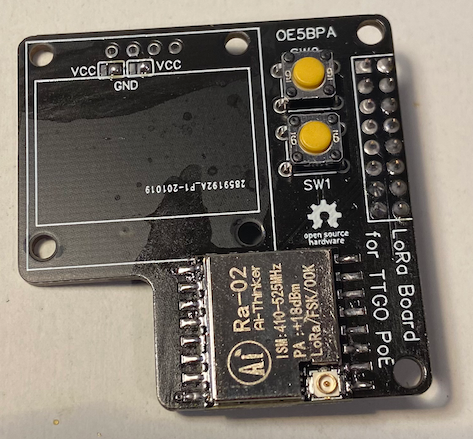 OE5BPA
SW2
VCC
VCC
GND
2859192A_P1-201019
SW1
open source
hardware
LoRa Board
for TTGO PoE
Ra-02
Ai-Thinker
ISM:410-525MHz
PA:+18dBm
LoRa/FSK/OOK
Ai